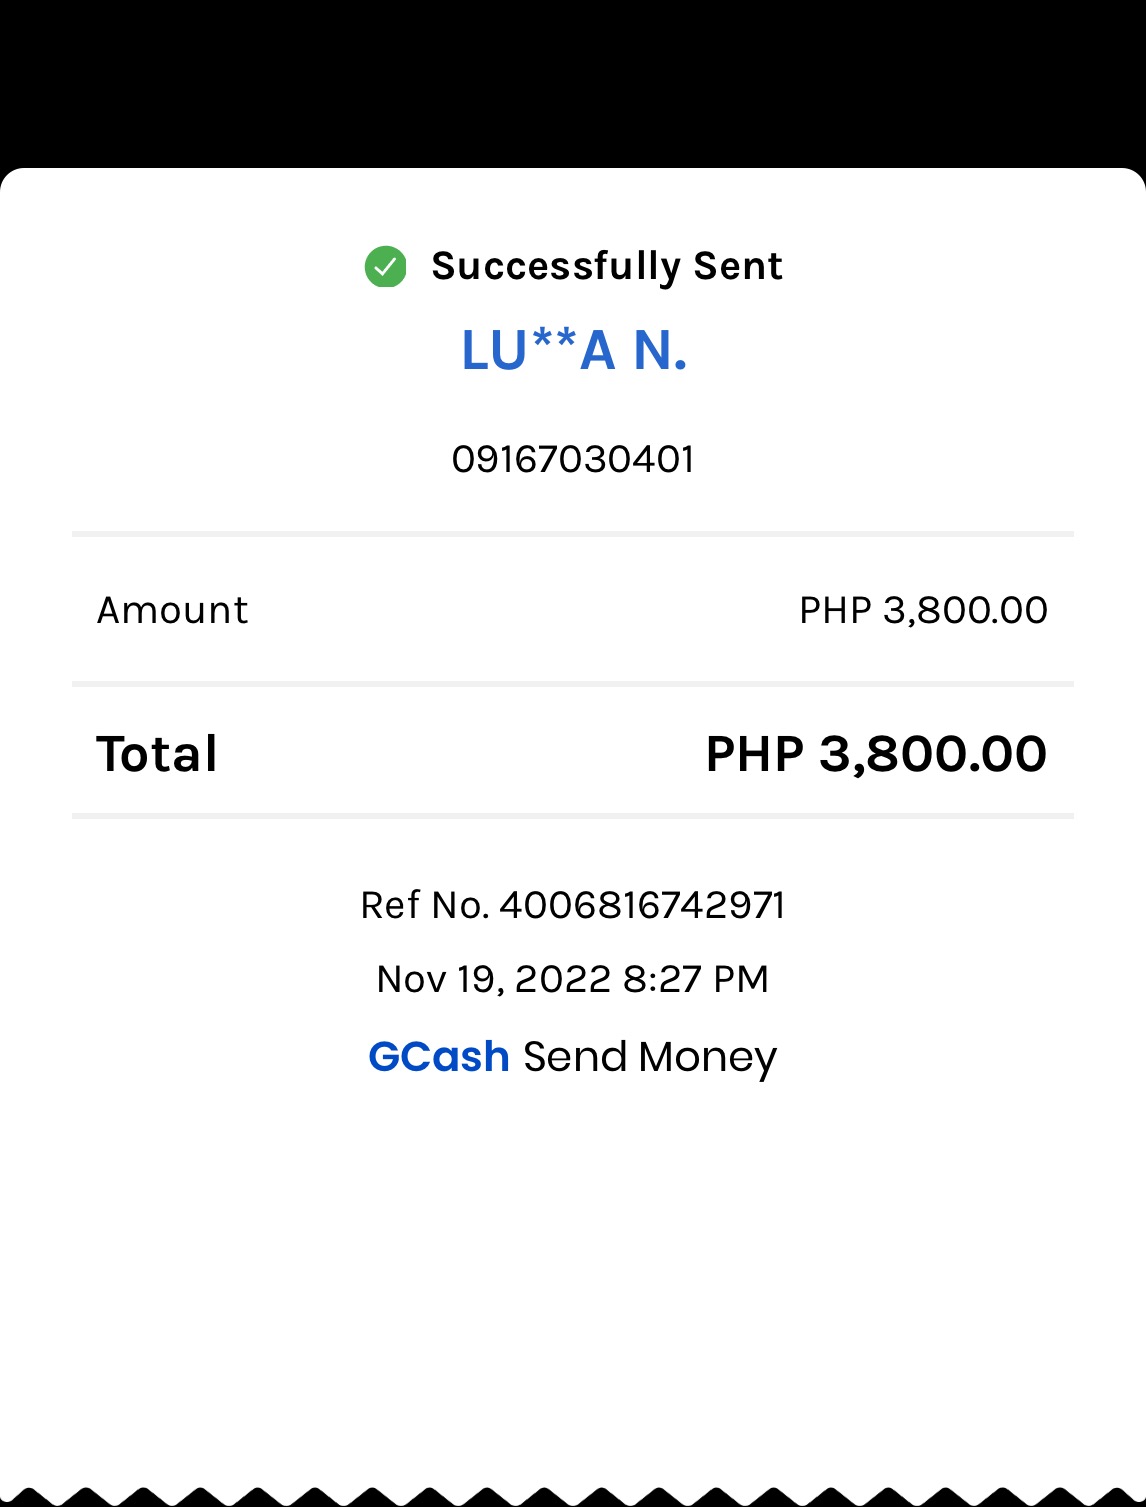 Successfully Sent
LU**A N.
09167030401
Amount PHP 3,800.00
Total PHP 3,800.00
Ref No. 4006816742971
Nov 19, 2022 8:27 PM
GCash Send Money